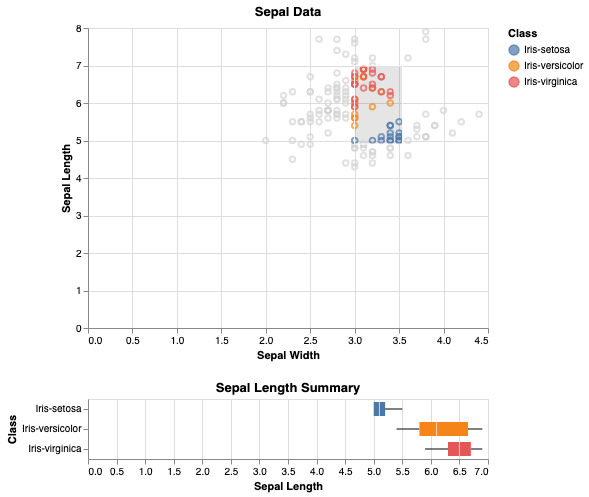 Sepal Data
Class
Iris-setosa
Iris-versicolor
Iris-virginica
8
7
6
5
4
3
2
1
0
Sepal Length
0.0 0.5 1.0 1.5 2.0 2.5 3.0 3.5 4.0 4.5
Sepal Width
Sepal Length Summary
Class
Iris-setosa
Iris-versicolor
Iris-virginica
0.0 0.5 1.0 1.5 2.0 2.5 3.0 3.5 4.0 4.5 5.0 5.5 6.0 6.5 7.0
Sepal Length